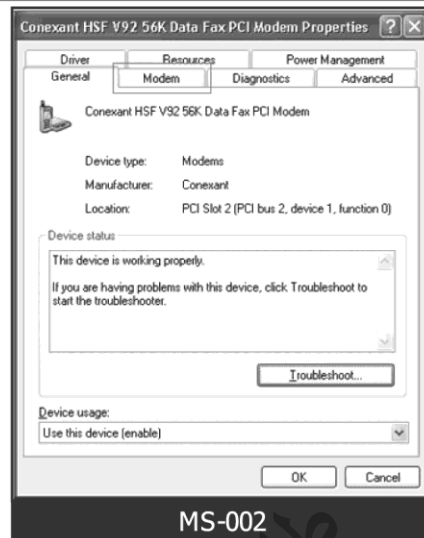 Conexant HSF V92 56K Data Fax PCI Modem Properties
Driver Resources Power Management
General Modem Diagnostics Advanced
Conexant HSF V92 56K Data Fax PCI Modem
Device type: Modems
Manufacturer: Conexant
Location: PCI Slot 2 (PCI bus 2, device 1, function 0)
Device status
This device is working properly.
If you are having problems with this device, click Troubleshoot to
start the troubleshooter.
Troubleshoot...
Device usage:
Use this device (enable)
OK Cancel
MS-002